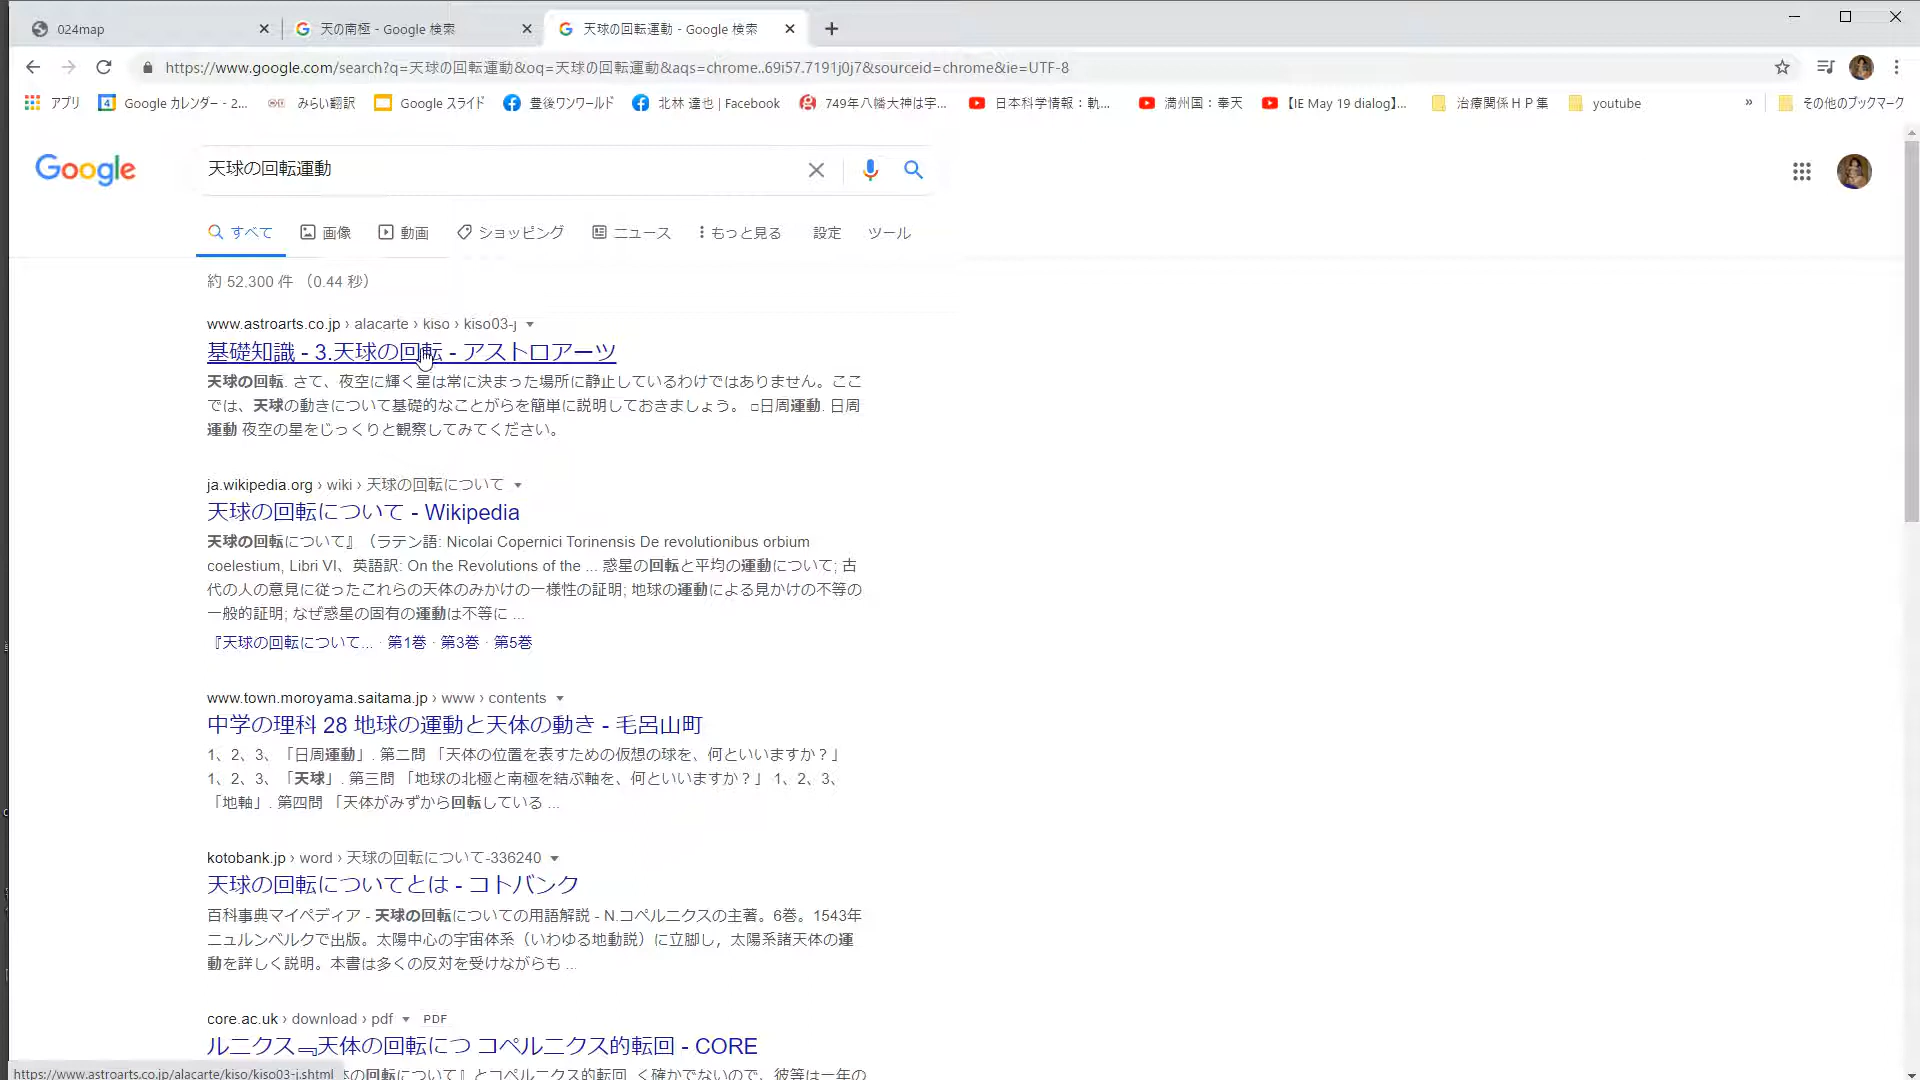 024map
天の南極 - Google 検索
天球の回転運動 - Google 検索
https://www.google.com/search?q=天球の回転運動&oq=天球の回転運動&aqs=chrome..69i57.7191j0j7&sourceid=chrome&ie=UTF-8
アプリ
Google カレンダー - 2...
みらい翻訳
Google スライド
豊後ワンワールド
北林 達也 | Facebook
749年八幡大神は宇...
日本科学情報：軌...
満州国：奉天
【IE May 19 dialog】...
治療関係ＨＰ集
youtube
»
その他のブックマーク
Google
天球の回転運動
すべて
画像
動画
ショッピング
ニュース
もっと見る
設定
ツール
約 52,300 件 （0.44 秒）
www.astroarts.co.jp › alacarte › kiso › kiso03-j
基礎知識 - 3.天球の回転 - アストロアーツ
天球の回転. さて、夜空に輝く星は常に決まった場所に静止しているわけではありません。ここ
では、天球の動きについて基礎的なことがらを簡単に説明しておきましょう。 □日周運動. 日周
運動 夜空の星をじっくりと観察してみてください。
ja.wikipedia.org › wiki › 天球の回転について
天球の回転について - Wikipedia
天球の回転について』（ラテン語: Nicolai Copernici Torinensis De revolutionibus orbium
coelestium, Libri VI、英語訳: On the Revolutions of the ... 惑星の回転と平均の運動について; 古
代の人の意見に従ったこれらの天体のみかけの一様性の証明; 地球の運動による見かけの不等の
一般的証明; なぜ惑星の固有の運動は不等に ...
『天球の回転について... · 第1巻 · 第3巻 · 第5巻
www.town.moroyama.saitama.jp › www › contents
中学の理科 28 地球の運動と天体の動き - 毛呂山町
1、2、3、「日周運動」. 第二問 「天体の位置を表すための仮想の球を、何といいますか？」
1、2、3、「天球」. 第三問 「地球の北極と南極を結ぶ軸を、何といいますか？」 1、2、3、
「地軸」. 第四問 「天体がみずから回転している ...
kotobank.jp › word › 天球の回転について-336240
天球の回転についてとは - コトバンク
百科事典マイペディア - 天球の回転についての用語解説 - N.コペルニクスの主著。6巻。1543年
ニュルンベルクで出版。太陽中心の宇宙体系（いわゆる地動説）に立脚し，太陽系諸天体の運
動を詳しく説明。本書は多くの反対を受けながらも ...
core.ac.uk › download › pdf PDF
ルニクス﹃天体の回転につ コペルニクス的転回 - CORE
https://www.astroarts.co.jp/alacarte/kiso/kiso03-j.shtml
の回転について』とコペルニクス的転回. く確かでないので，彼等は一年の